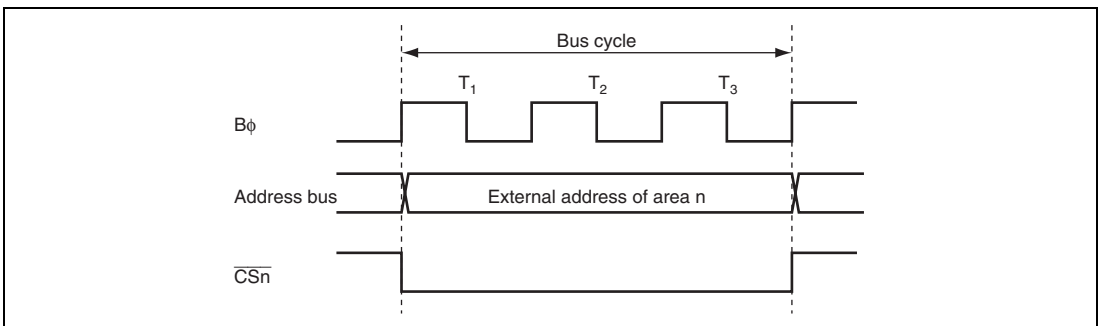 Bus cycle
T1 T2 T3
Bφ
Address bus External address of area n
CSn